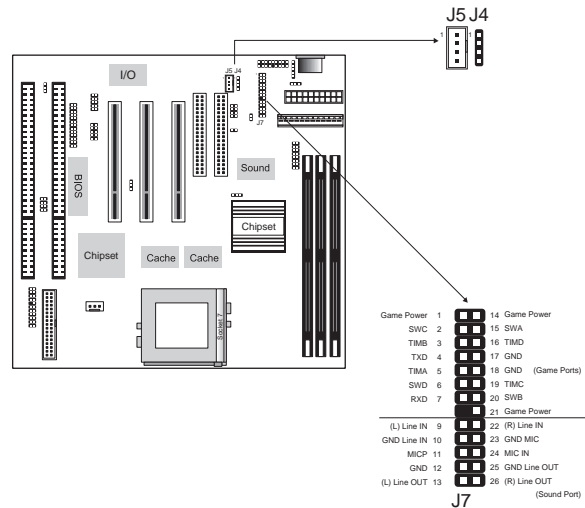 J5 J4
1 1
I/O
J5 J4
1
J7
Sound
BIOS
Chipset
Chipset
Cache Cache
Socket 7
Game Power 1 14 Game Power
SWC 2 15 SWA
TIMB 3 16 TIMD
TXD 4 17 GND
TIMA 5 18 GND (Game Ports)
SWD 6 19 TIMC
RXD 7 20 SWB
21 Game Power
(L) Line IN 9 22 (R) Line IN
GND Line IN 10 23 GND MIC
MICP 11 24 MIC IN
GND 12 25 GND Line OUT
(L) Line OUT 13 26 (R) Line OUT
(Sound Port)
J7